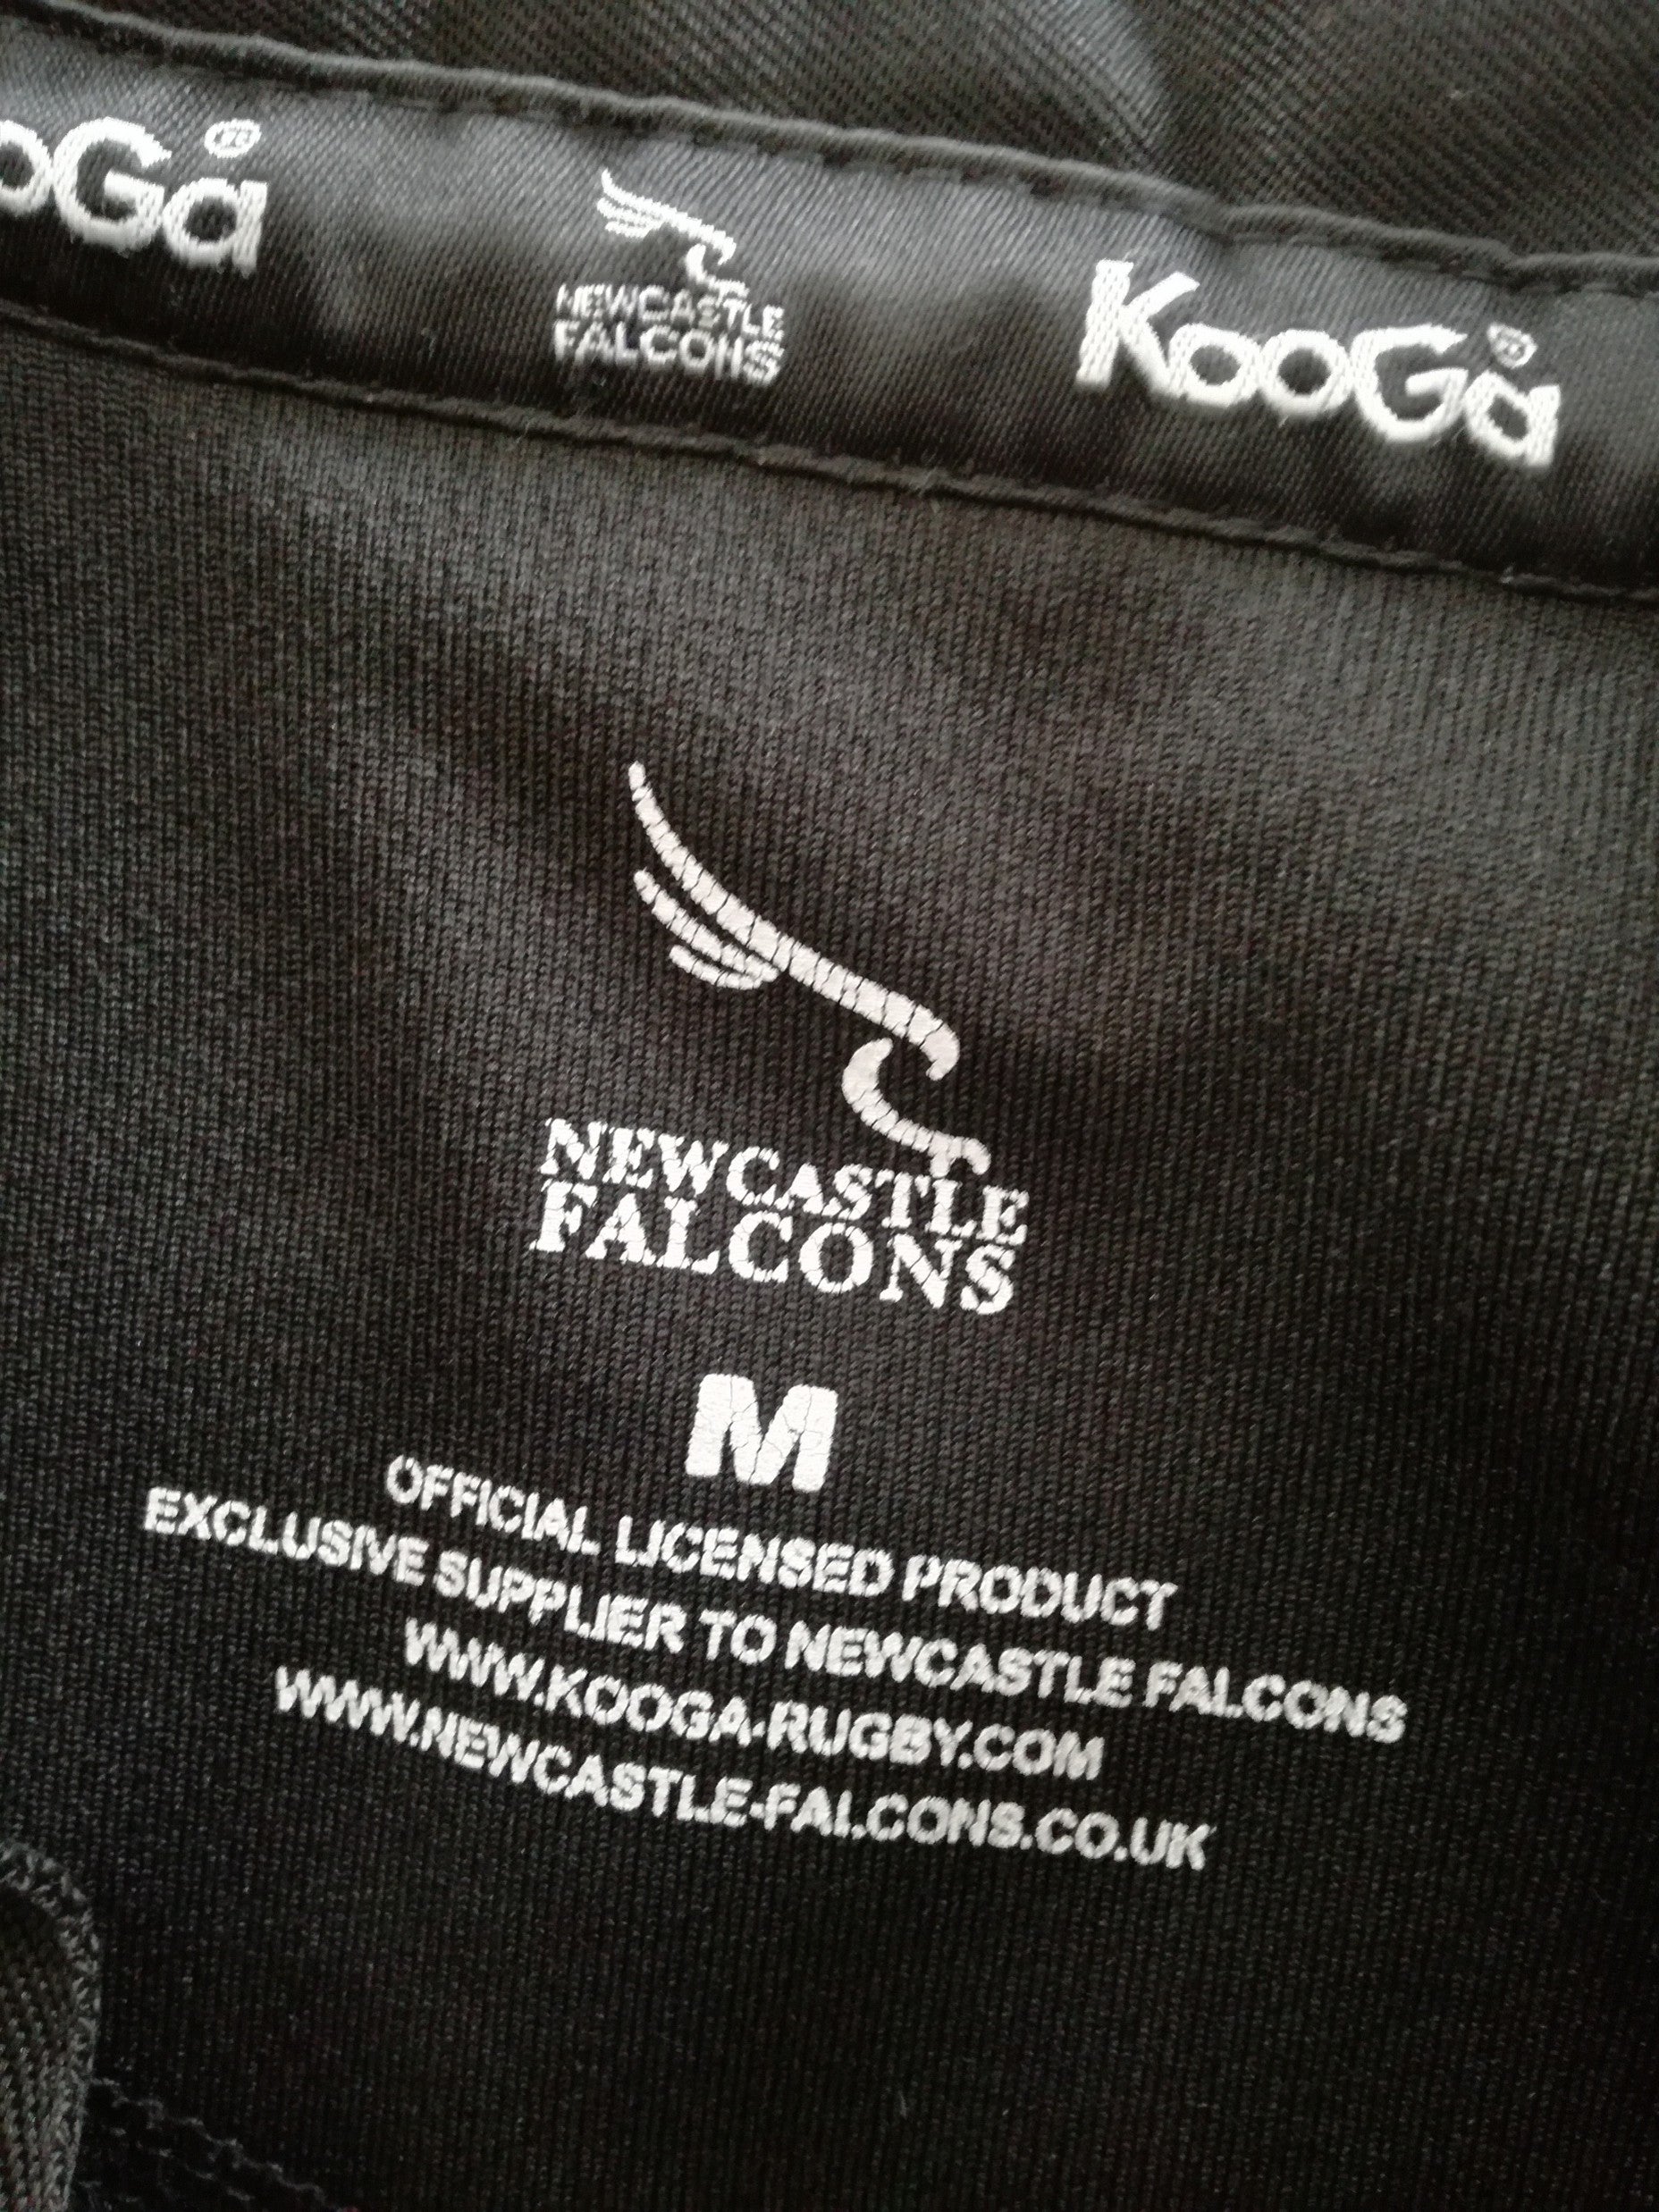 ooGa
NEWCASTLE
FALCONS
KooGa
NEWCASTLE
FALCONS
M
OFFICIAL LICENSED PRODUCT
EXCLUSIVE SUPPLIER TO NEWCASTLE FALCONS
WWW.KOOGA-RUGBY.COM
WWW.NEWCASTLE-FALCONS.CO.UK